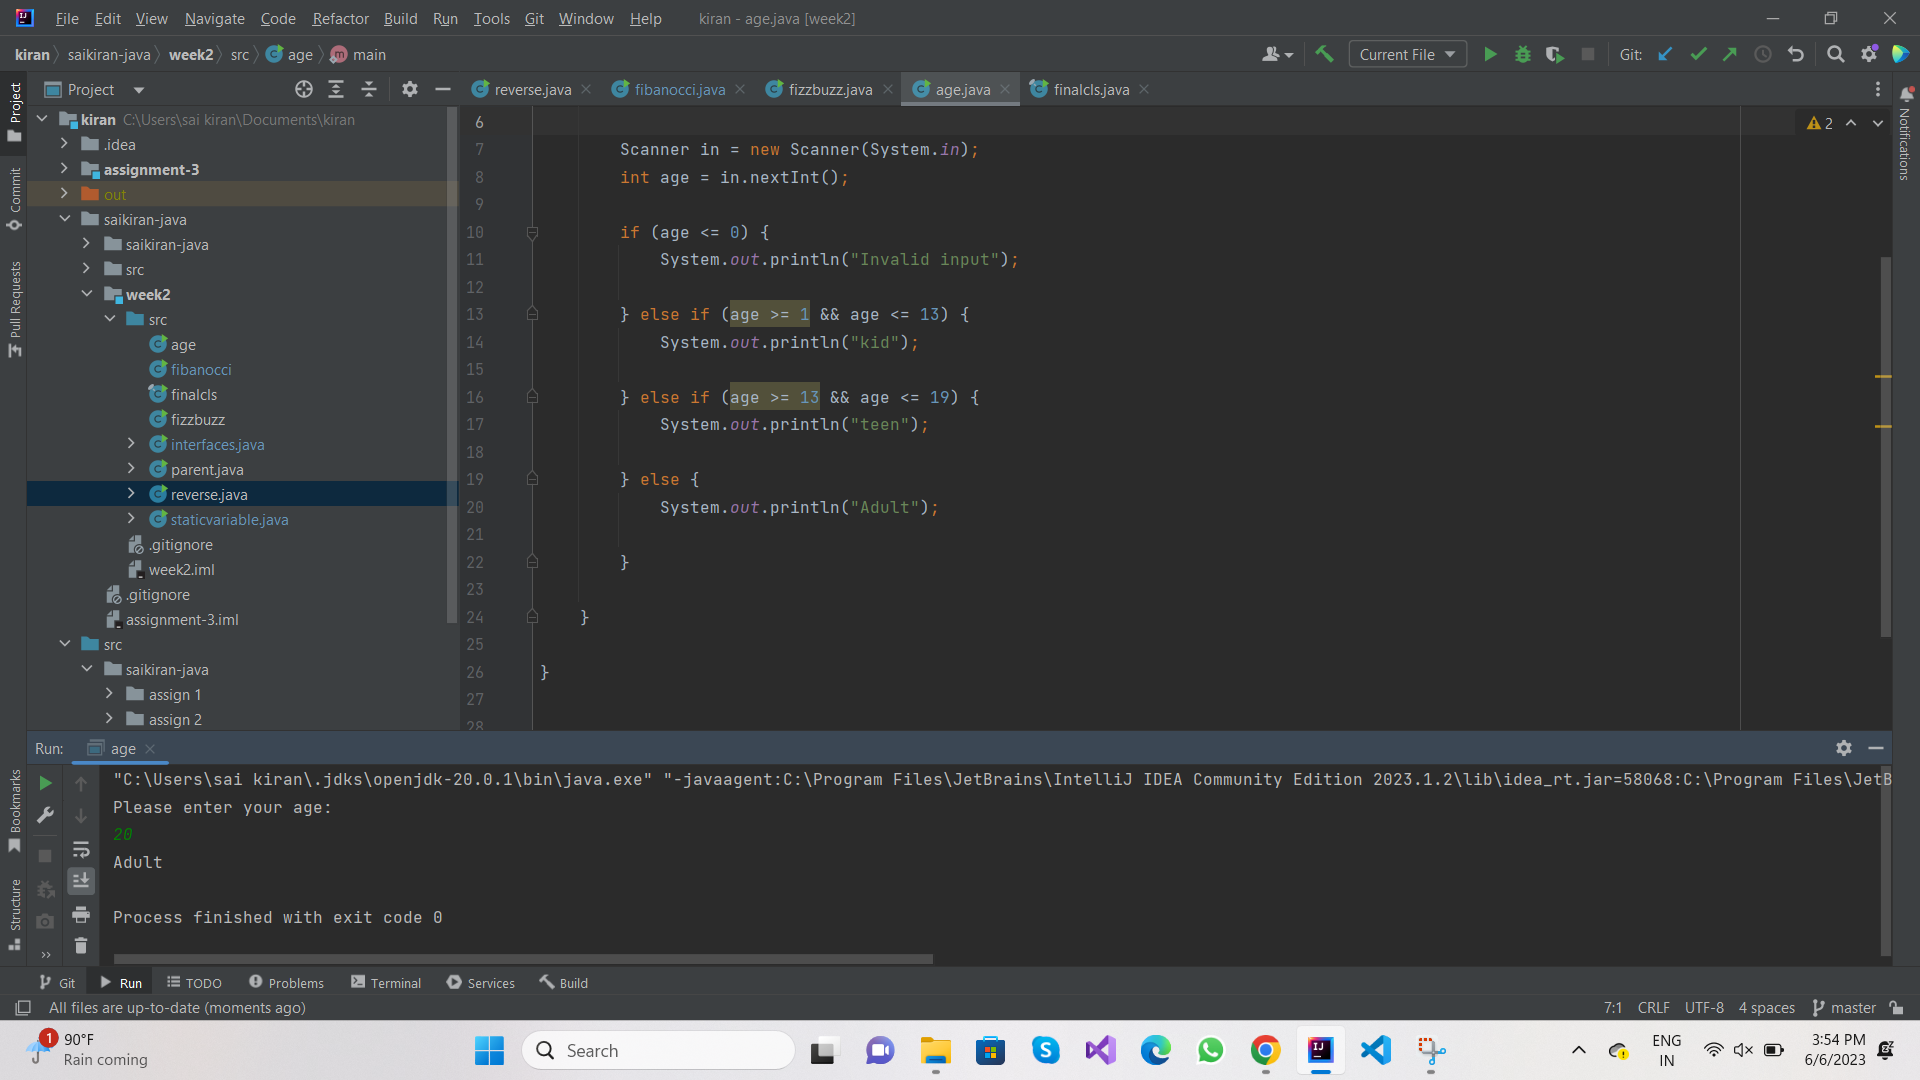 File Edit View Navigate Code Refactor Build Run Tools Git Window Help kiran - age.java [week2]
kiran saikiran-java week2 src age main Current File Git:
Project reverse.java fibanocci.java fizzbuzz.java age.java finalcls.java
Project
Commit
Pull Requests
Bookmarks
Structure
Notifications
kiran C:\Users\sai kiran\Documents\kiran
.idea
assignment-3
out
saikiran-java
saikiran-java
src
week2
src
age
fibanocci
finalcls
fizzbuzz
interfaces.java
parent.java
reverse.java
staticvariable.java
.gitignore
week2.iml
.gitignore
assignment-3.iml
src
saikiran-java
assign 1
assign 2
2
6
7 Scanner in = new Scanner(System.in);
8 int age = in.nextInt();
9
10 if (age <= 0) {
11 System.out.println("Invalid input");
12
13 } else if (age >= 1 && age <= 13) {
14 System.out.println("kid");
15
16 } else if (age >= 13 && age <= 19) {
17 System.out.println("teen");
18
19 } else {
20 System.out.println("Adult");
21
22 }
23
24 }
25
26 }
27
28
Run: age
"C:\Users\sai kiran\.jdks\openjdk-20.0.1\bin\java.exe" "-javaagent:C:\Program Files\JetBrains\IntelliJ IDEA Community Edition 2023.1.2\lib\idea_rt.jar=58068:C:\Program Files\JetB
Please enter your age:
20
Adult
Process finished with exit code 0
Git Run TODO Problems Terminal Services Build
All files are up-to-date (moments ago) 7:1 CRLF UTF-8 4 spaces master
1 90°F
Rain coming
Search
ENG
IN
3:54 PM
6/6/2023